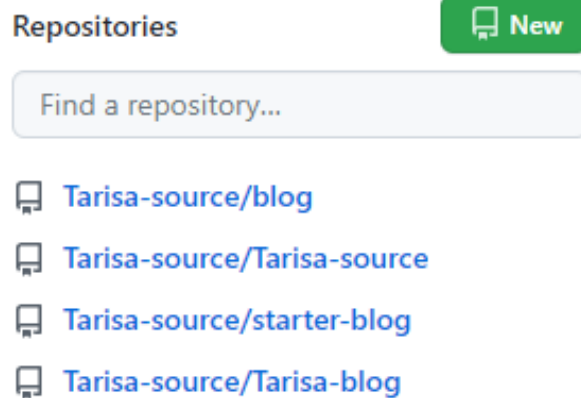 Repositories
New
Find a repository...
Tarisa-source/blog
Tarisa-source/Tarisa-source
Tarisa-source/starter-blog
Tarisa-source/Tarisa-blog